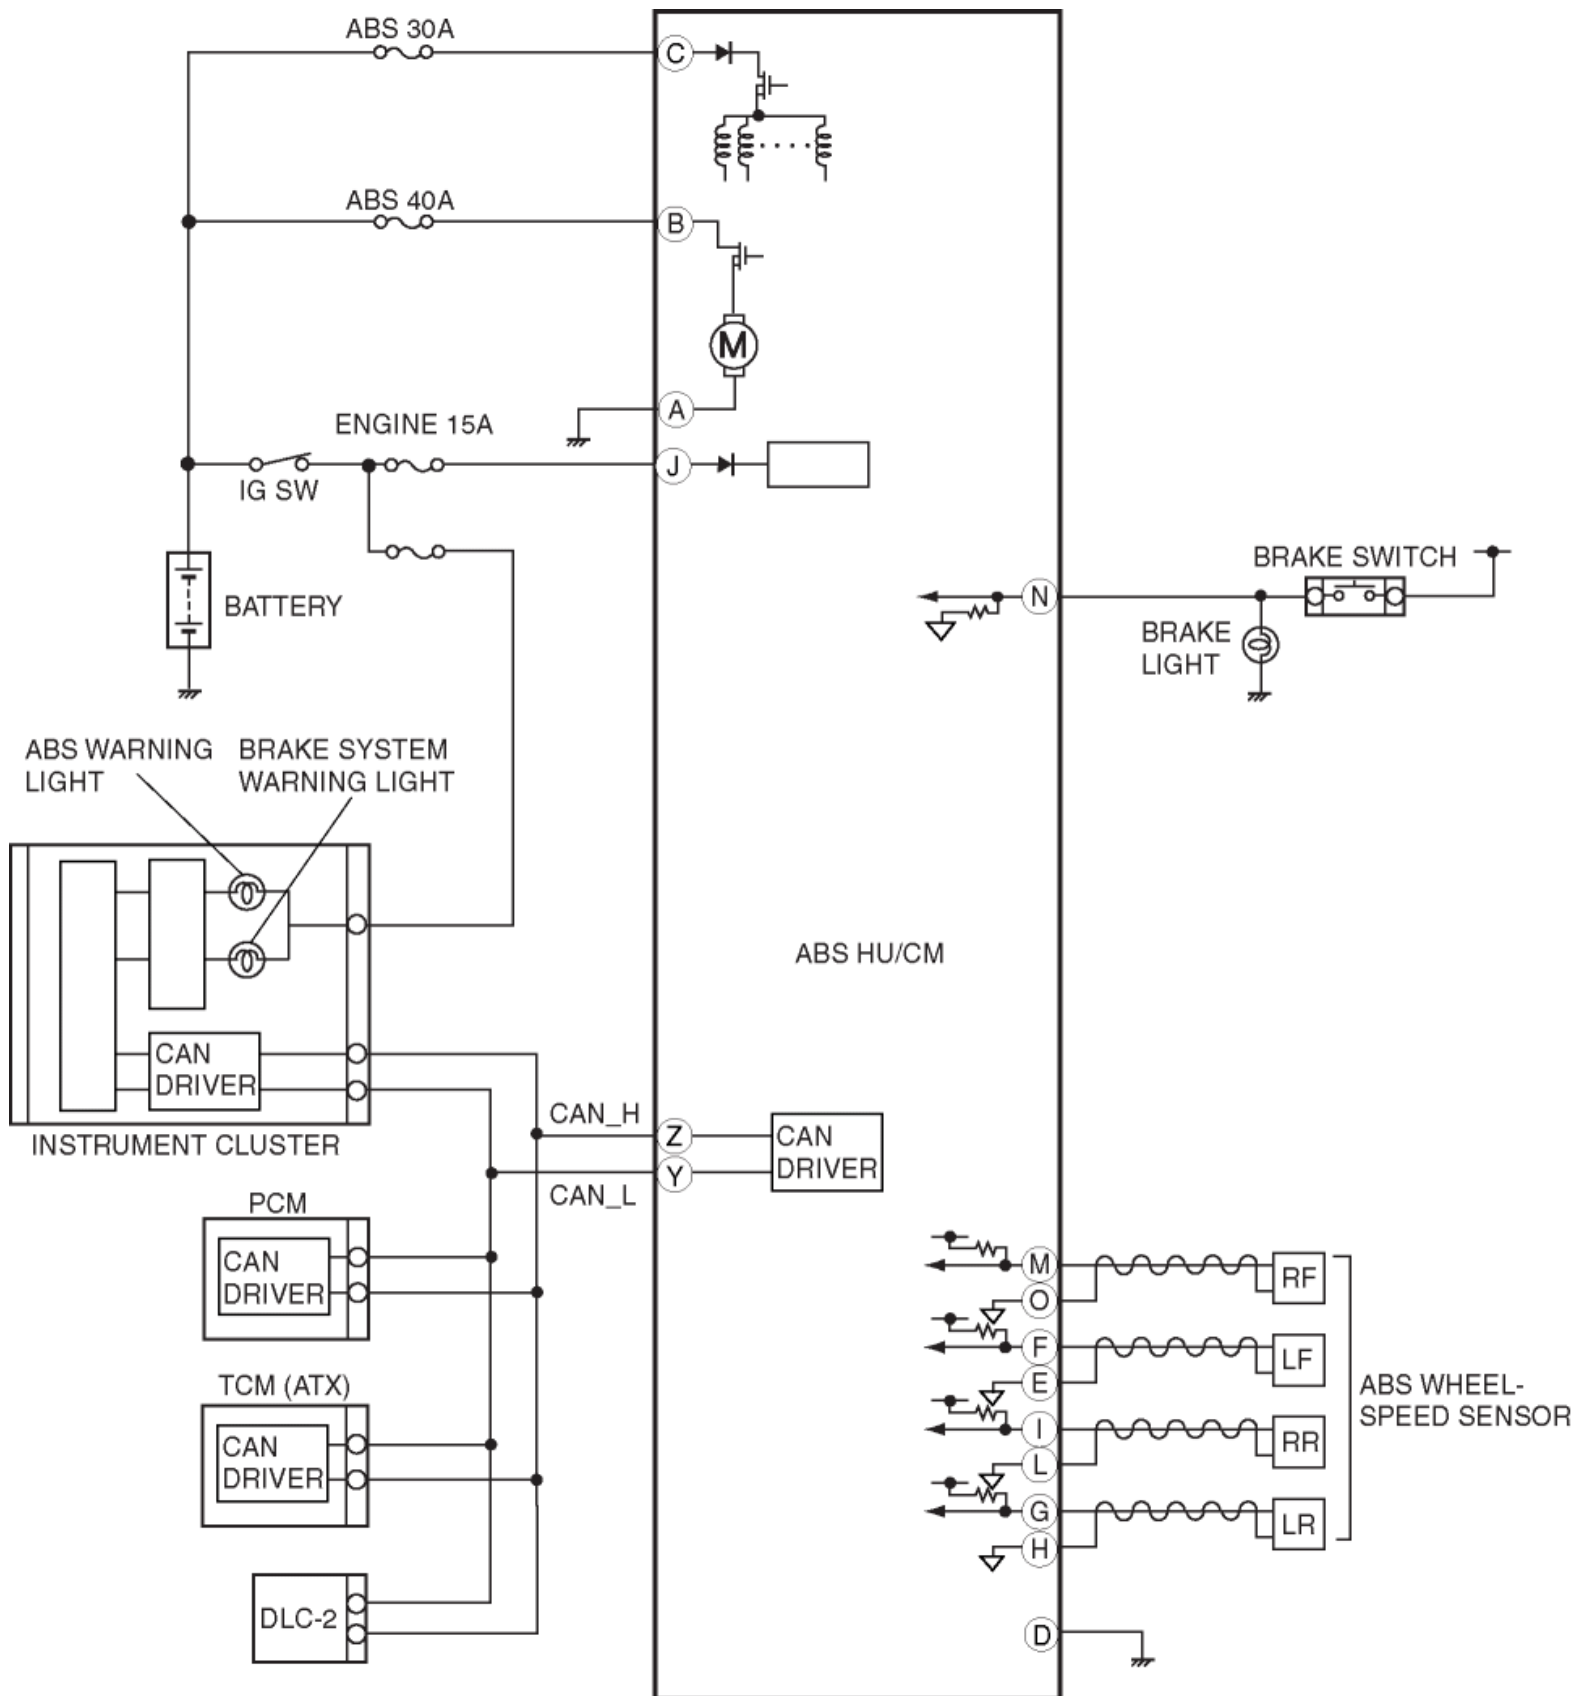 ABS 30A
C
ABS 40A
B
M
A
ENGINE 15A
J
IG SW
BATTERY
BRAKE SWITCH
N
BRAKE
LIGHT
ABS WARNING
LIGHT
BRAKE SYSTEM
WARNING LIGHT
ABS HU/CM
CAN
DRIVER
INSTRUMENT CLUSTER
CAN_H
Z
CAN
DRIVER
Y
CAN_L
PCM
CAN
DRIVER
TCM (ATX)
CAN
DRIVER
DLC-2
M
RF
O
F
LF
E
ABS WHEEL-
SPEED SENSOR
I
RR
L
G
LR
H
D